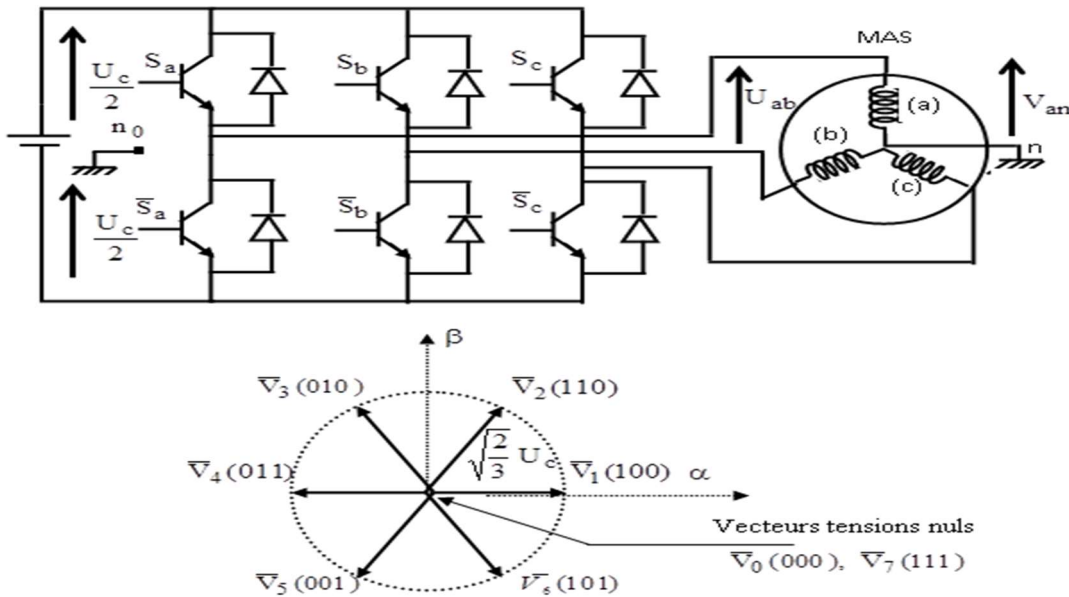 MAS
U_c/2
S_a
S_b
S_c
U_ab
(a)
V_an
n_0
(b)
n
(c)
U_c/2
S̅_a
S̅_b
S̅_c
β
V̅_3 (010)
V̅_2 (110)
√(2/3) U_c
V̅_4 (011)
V̅_1 (100)
α
Vecteurs tensions nuls
V̅_0 (000), V̅_7 (111)
V̅_5 (001)
V̅_6 (101)